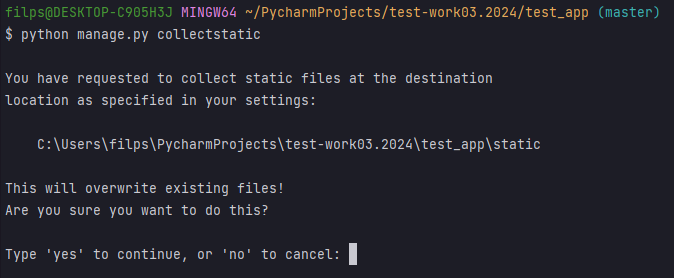 filps@DESKTOP-C905H3J MINGW64 ~/PycharmProjects/test-work03.2024/test_app (master)
$ python manage.py collectstatic
You have requested to collect static files at the destination
location as specified in your settings:
C:\Users\filps\PycharmProjects\test-work03.2024\test_app\static
This will overwrite existing files!
Are you sure you want to do this?
Type 'yes' to continue, or 'no' to cancel: